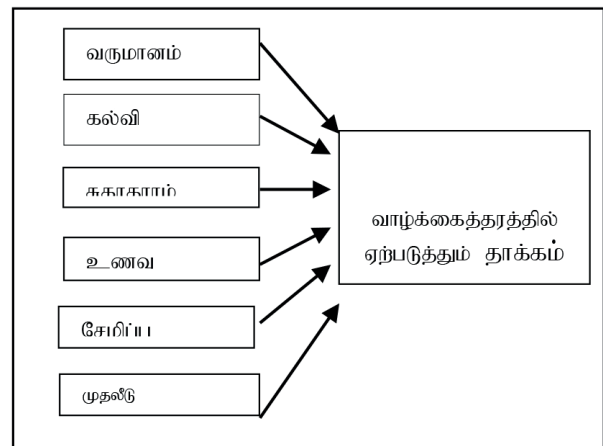 வருமானம்
கல்வி
சுகாதாரம்
உணவு
சேமிப்பு
முதலீடு
வாழ்க்கைத்தரத்தில்
ஏற்படுத்தும் தாக்கம்